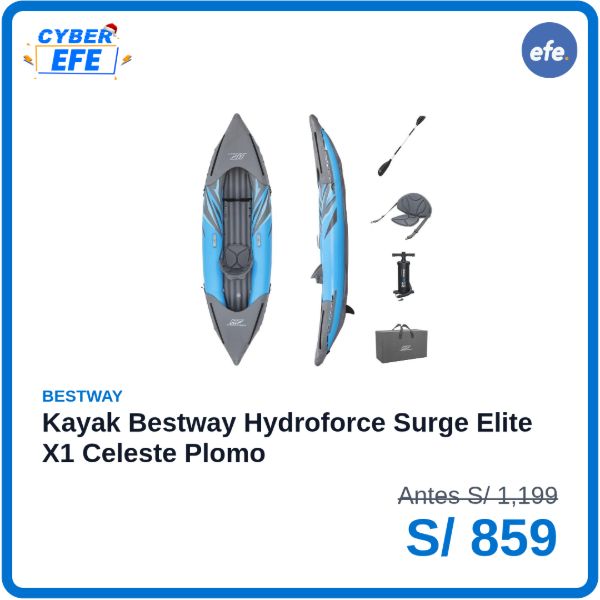 CYBER
EFE
efe.
BESTWAY
Kayak Bestway Hydroforce Surge Elite
X1 Celeste Plomo
Antes S/ 1,199
S/ 859